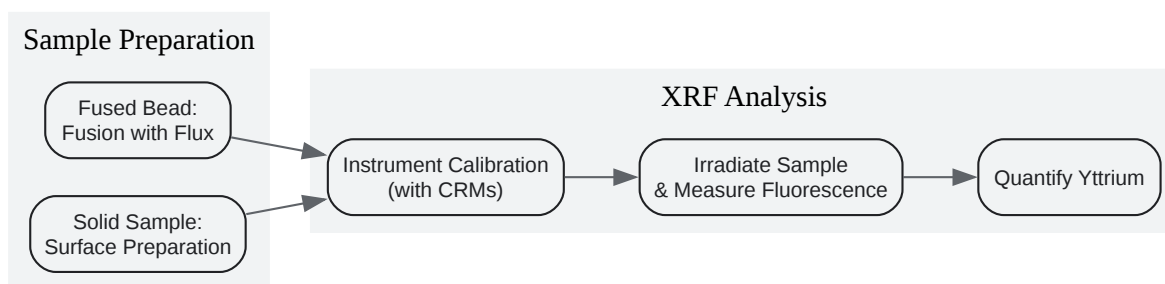 Sample Preparation
Fused Bead:
Fusion with Flux
Solid Sample:
Surface Preparation
XRF Analysis
Instrument Calibration
(with CRMs)
Irradiate Sample
& Measure Fluorescence
Quantify Yttrium